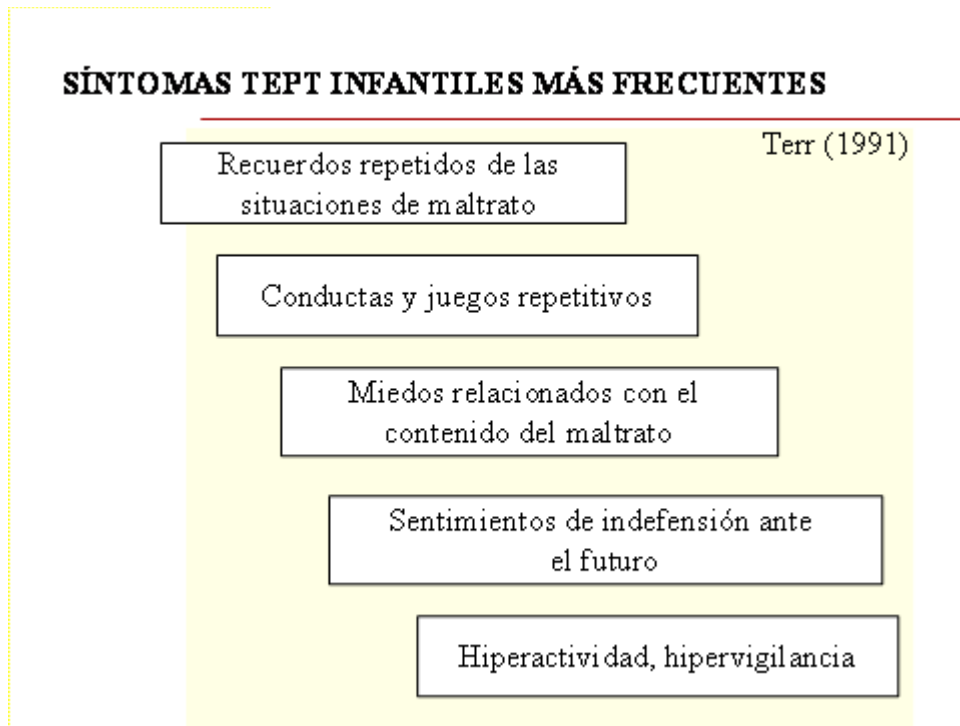 SÍNTOMAS TEPT INFANTILES MÁS FRECUENTES
Terr (1991)
Recuerdos repetidos de las
situaciones de maltrato
Conductas y juegos repetitivos
Miedos relacionados con el
contenido del maltrato
Sentimientos de indefensión ante
el futuro
Hiperactividad, hipervigilancia